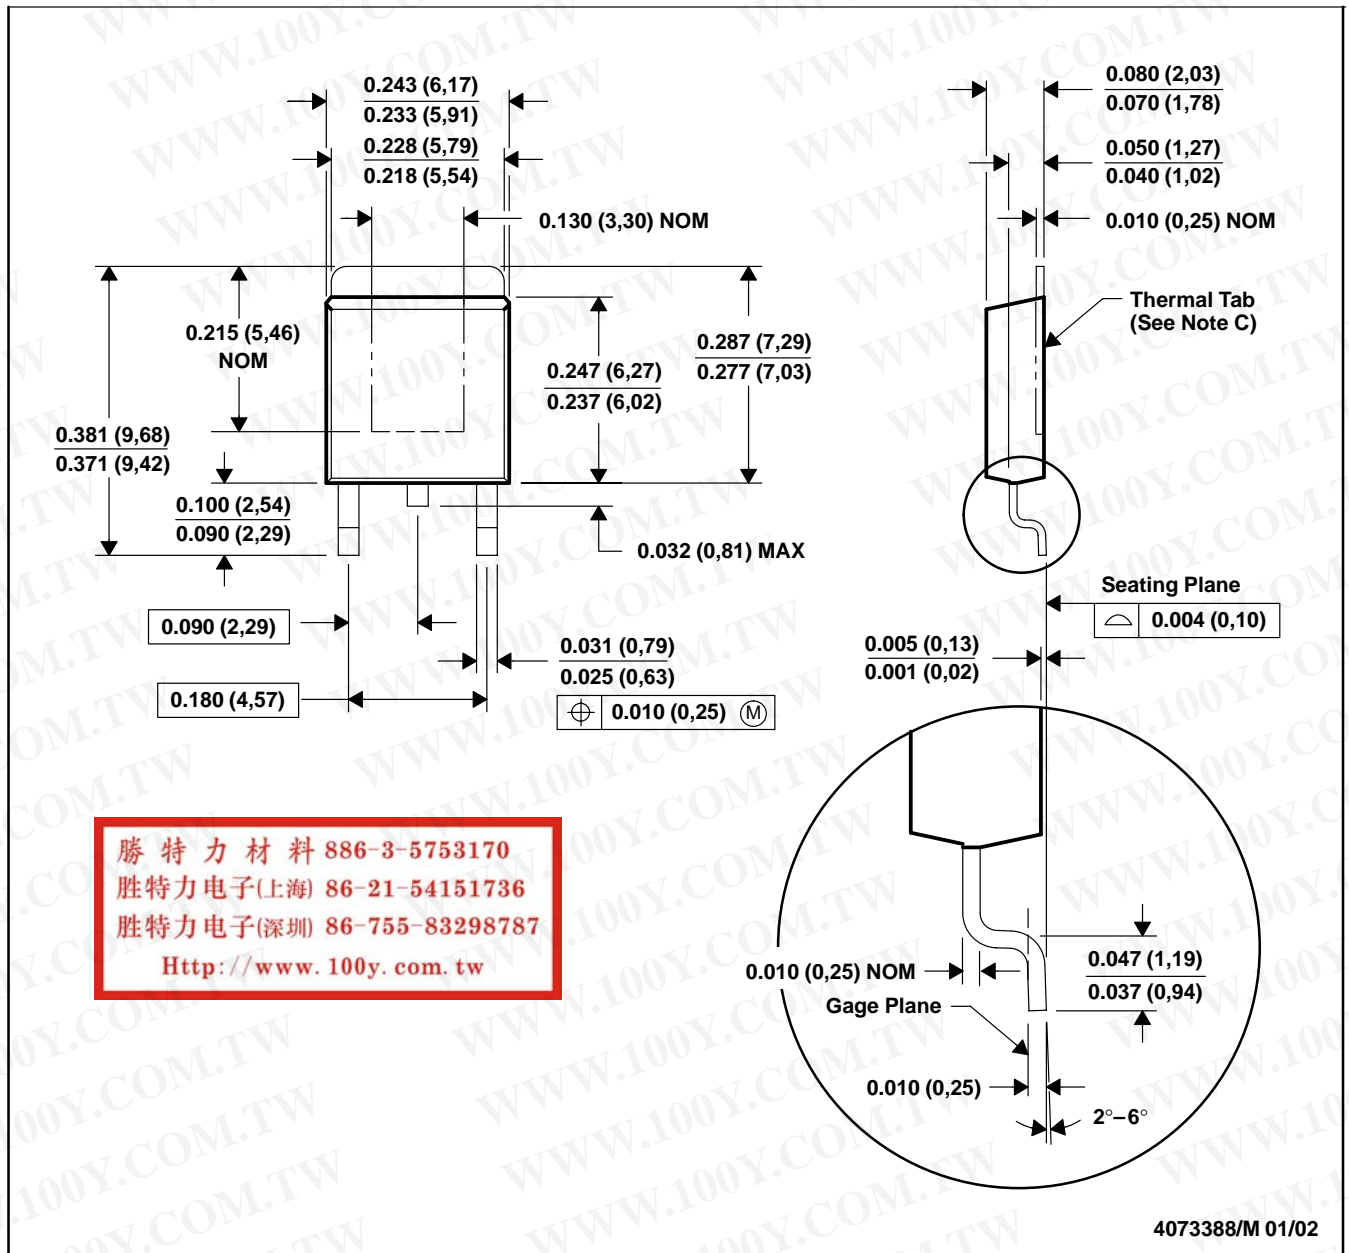 0.243 (6,17)
0.233 (5,91)
0.228 (5,79)
0.218 (5,54)
0.130 (3,30) NOM
0.215 (5,46)
NOM
0.287 (7,29)
0.277 (7,03)
0.247 (6,27)
0.237 (6,02)
0.381 (9,68)
0.371 (9,42)
0.100 (2,54)
0.090 (2,29)
0.032 (0,81) MAX
0.090 (2,29)
0.031 (0,79)
0.025 (0,63)
0.180 (4,57)
0.010 (0,25) Ⓜ
0.080 (2,03)
0.070 (1,78)
0.050 (1,27)
0.040 (1,02)
0.010 (0,25) NOM
Thermal Tab
(See Note C)
Seating Plane
0.004 (0,10)
0.005 (0,13)
0.001 (0,02)
0.010 (0,25) NOM
Gage Plane
0.047 (1,19)
0.037 (0,94)
0.010 (0,25)
2°–6°
勝 特 力 材 料 886-3-5753170
胜特力电子(上海) 86-21-54151736
胜特力电子(深圳) 86-755-83298787
Http://www.100y.com.tw
4073388/M 01/02
WWW.100Y.COM.TW